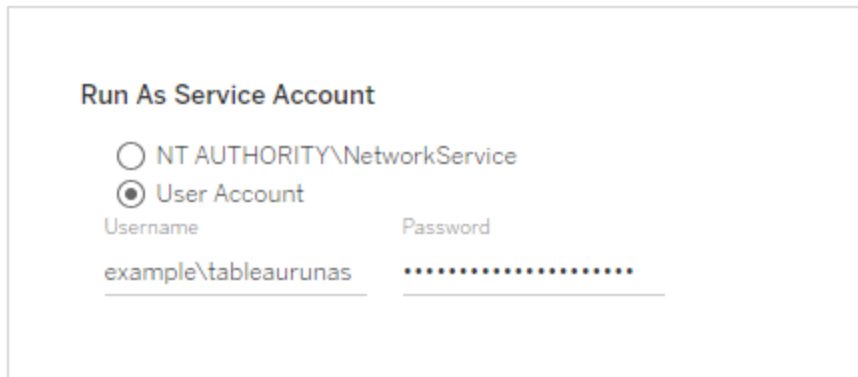 Run As Service Account
NT AUTHORITY\NetworkService
User Account
Username Password
example\tableaurunas ••••••••••••••••••••••